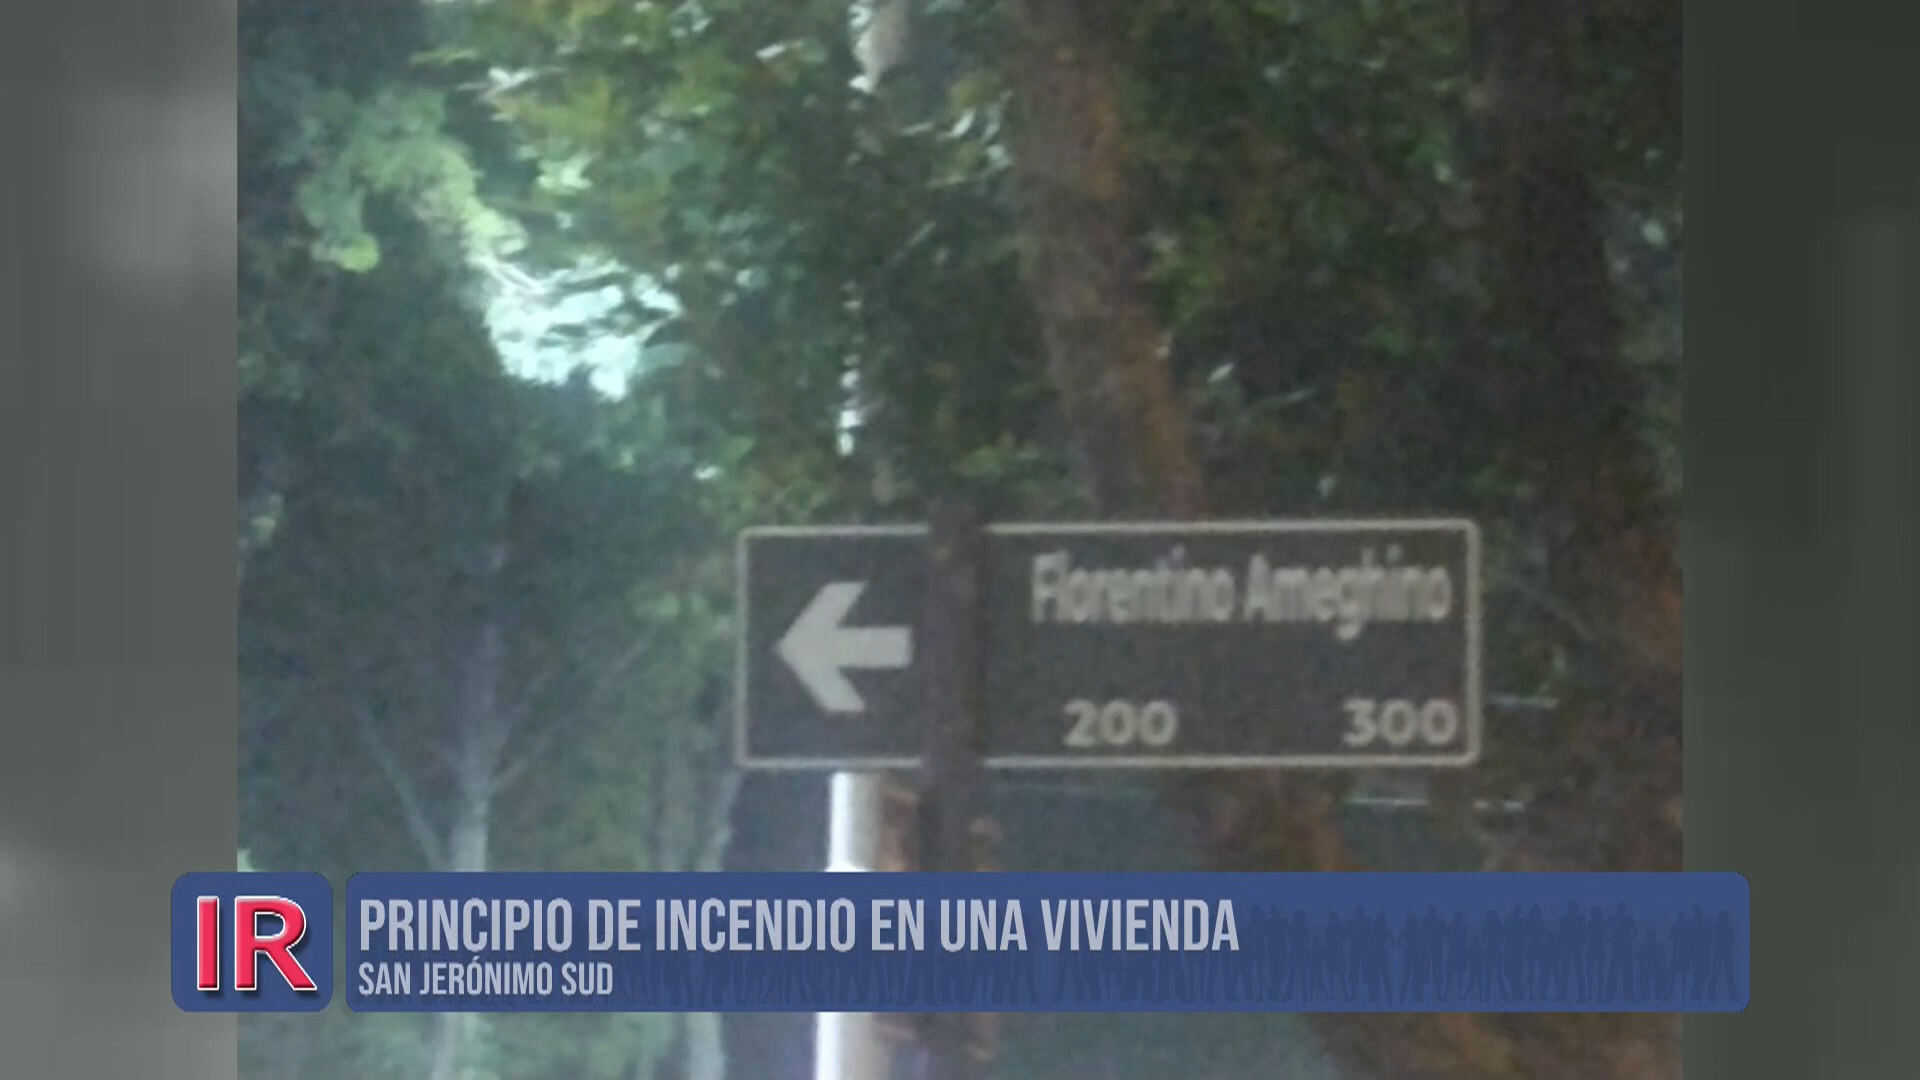 Florentino Ameghino
200 300
IR
PRINCIPIO DE INCENDIO EN UNA VIVIENDA
SAN JERÓNIMO SUD